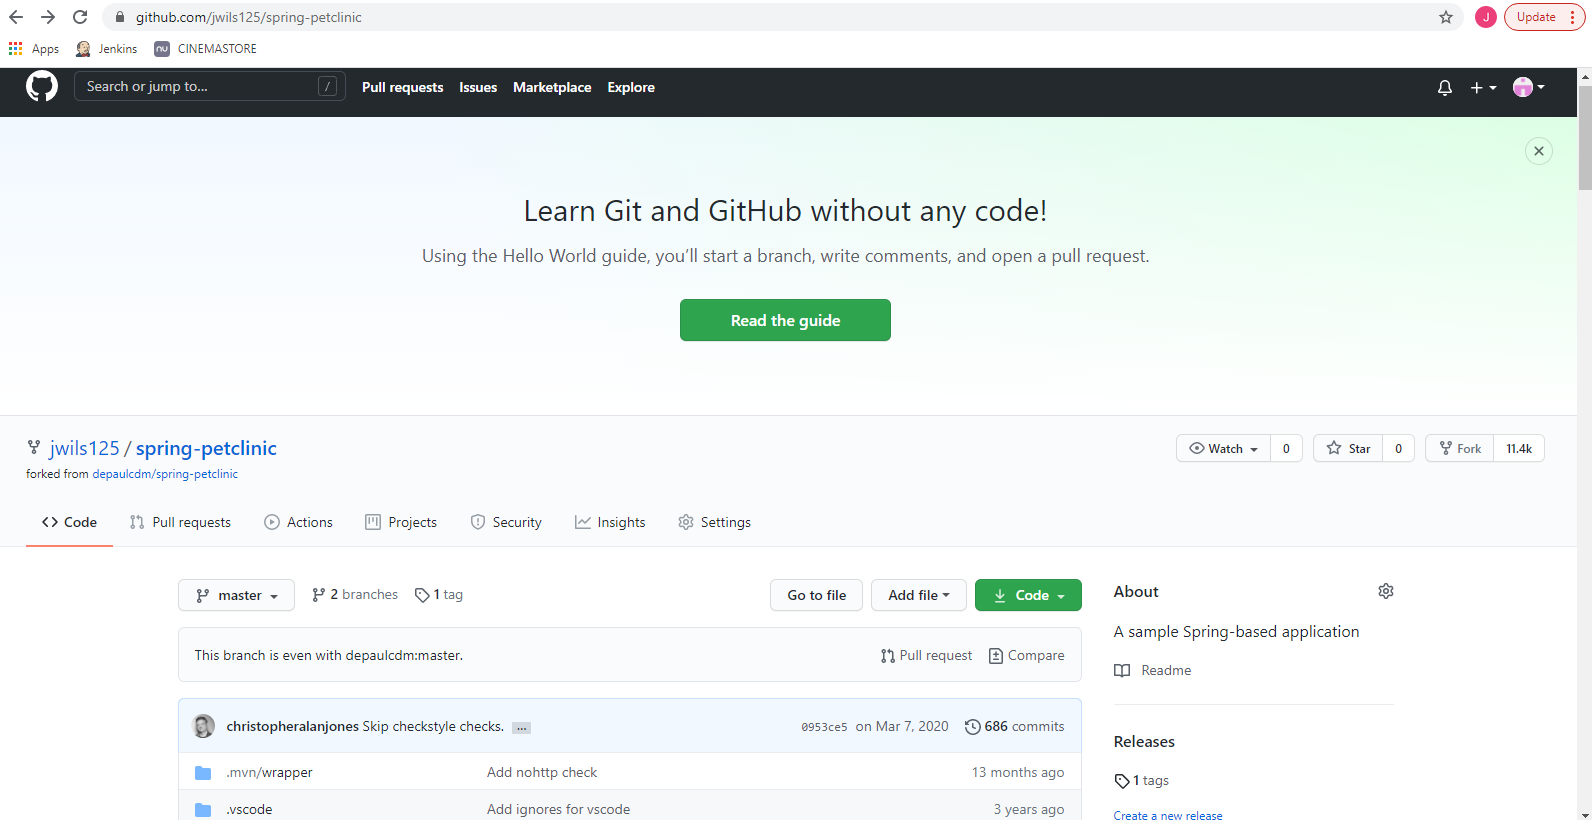 github.com/jwils125/spring-petclinic
J
Update
Apps
Jenkins
nu
CINEMASTORE
Search or jump to...
/
Pull requests
Issues
Marketplace
Explore
Learn Git and GitHub without any code!
Using the Hello World guide, you’ll start a branch, write comments, and open a pull request.
Read the guide
jwils125 / spring-petclinic
forked from depaulcdm/spring-petclinic
Watch 0
Star 0
Fork 11.4k
Code
Pull requests
Actions
Projects
Security
Insights
Settings
master
2 branches
1 tag
Go to file
Add file
Code
This branch is even with depaulcdm:master.
Pull request
Compare
christopheralanjones Skip checkstyle checks. ...
0953ce5 on Mar 7, 2020
686 commits
.mvn/wrapper
Add nohttp check
13 months ago
.vscode
Add ignores for vscode
3 years ago
About
A sample Spring-based application
Readme
Releases
1 tags
Create a new release